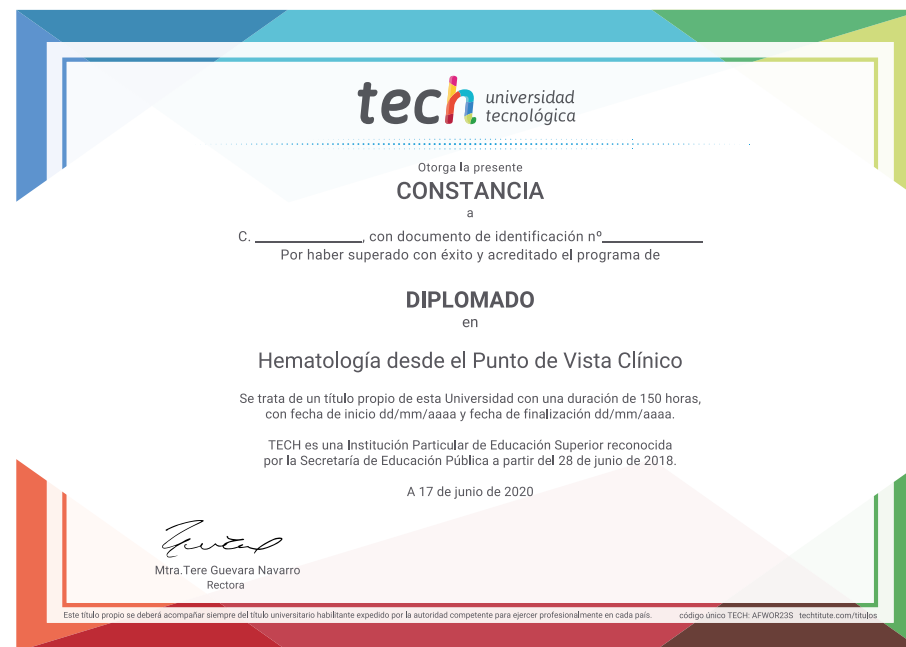 tech universidad
tecnológica
Otorga la presente
CONSTANCIA
a
C. ____________, con documento de identificación nº____________
Por haber superado con éxito y acreditado el programa de
DIPLOMADO
en
Hematología desde el Punto de Vista Clínico
Se trata de un título propio de esta Universidad con una duración de 150 horas,
con fecha de inicio dd/mm/aaaa y fecha de finalización dd/mm/aaaa.
TECH es una Institución Particular de Educación Superior reconocida
por la Secretaría de Educación Pública a partir del 28 de junio de 2018.
A 17 de junio de 2020
Mtra.Tere Guevara Navarro
Rectora
Este título propio se deberá acompañar siempre del título universitario habilitante expedido por la autoridad competente para ejercer profesionalmente en cada país. código único TECH: AFWOR23S techtitute.com/títulos